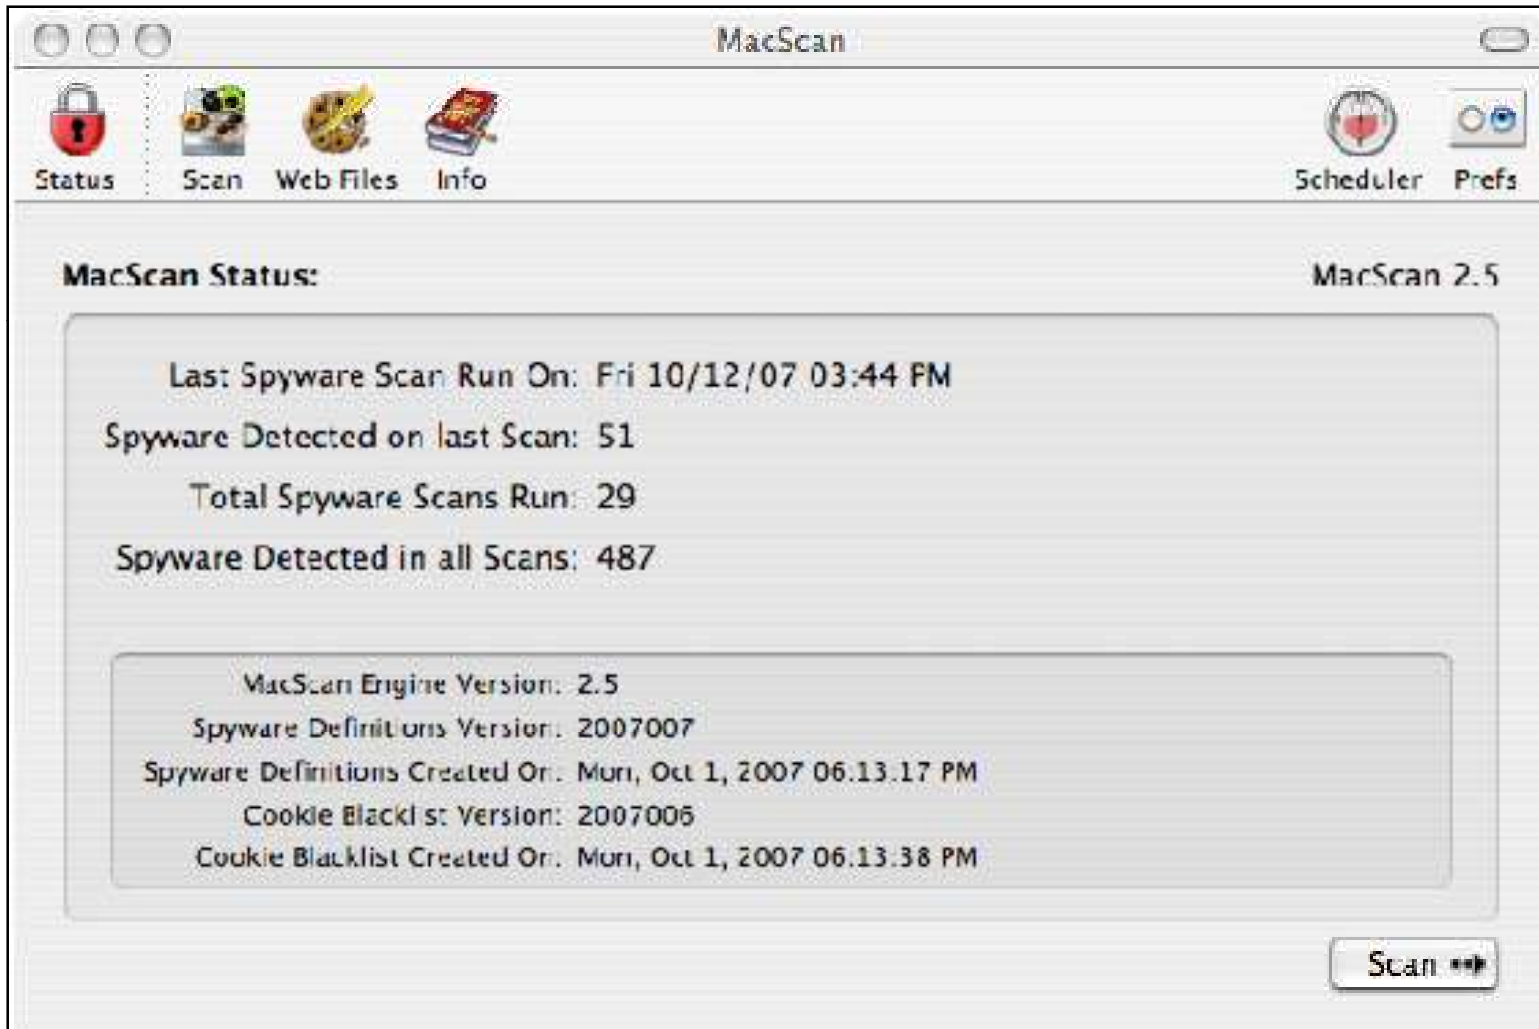 MacScan
Status
Scan
Web Files
Info
Scheduler
Prefs
MacScan Status:
MacScan 2.5
Last Spyware Scan Run On: Fri 10/12/07 03:44 PM
Spyware Detected on last Scan: 51
Total Spyware Scans Run: 29
Spyware Detected in all Scans: 487
MacScan Engine Version: 2.5
Spyware Definitions Version: 2007007
Spyware Definitions Created On: Mon, Oct 1, 2007 06:13:17 PM
Cookie Blacklist Version: 2007006
Cookie Blacklist Created On: Mon, Oct 1, 2007 06:13:38 PM
Scan